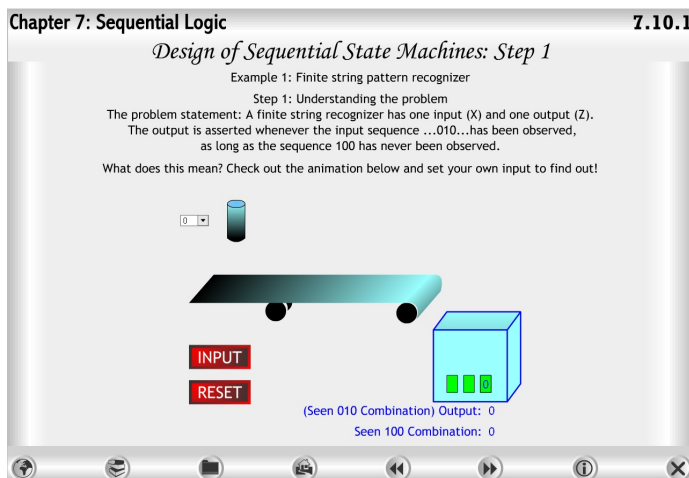 Chapter 7: Sequential Logic
7.10.1
Design of Sequential State Machines: Step 1
Example 1: Finite string pattern recognizer
Step 1: Understanding the problem
The problem statement: A finite string recognizer has one input (X) and one output (Z).
The output is asserted whenever the input sequence ...010...has been observed,
as long as the sequence 100 has never been observed.
What does this mean? Check out the animation below and set your own input to find out!
0
INPUT
0
RESET
(Seen 010 Combination) Output: 0
Seen 100 Combination: 0